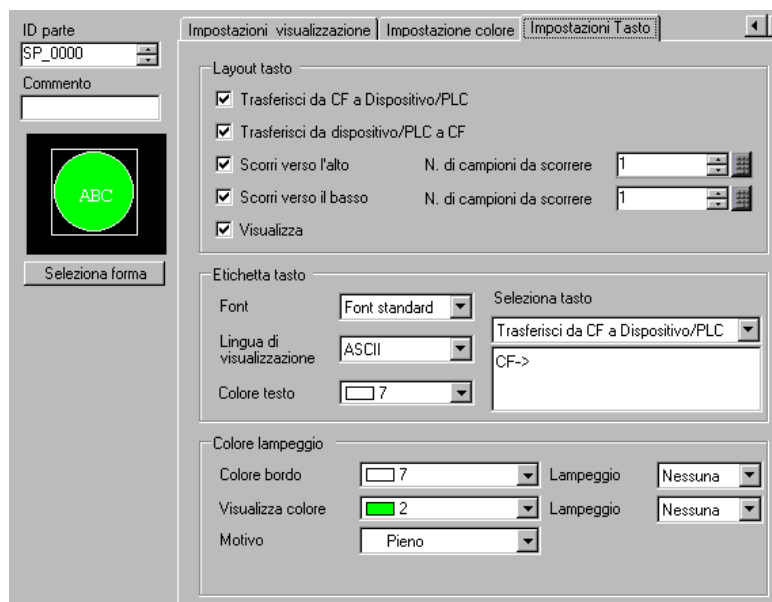 ID parte
SP_0000
Commento
ABC
Seleziona forma
Impostazioni visualizzazione Impostazione colore Impostazioni Tasto
Layout tasto
Trasferisci da CF a Dispositivo/PLC
Trasferisci da dispositivo/PLC a CF
Scorri verso l'alto N. di campioni da scorrere 1
Scorri verso il basso N. di campioni da scorrere 1
Visualizza
Etichetta tasto
Font Font standard
Lingua di visualizzazione ASCII
Colore testo 7
Seleziona tasto
Trasferisci da CF a Dispositivo/PLC
CF->
Colore lampeggio
Colore bordo 7 Lampeggio Nessuna
Visualizza colore 2 Lampeggio Nessuna
Motivo Pieno